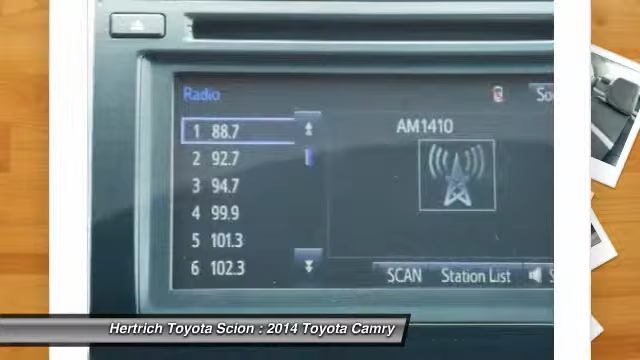 Radio
So
1 88.7
AM1410
2 92.7
3 94.7
4 99.9
5 101.3
6 102.3
SCAN
Station List
S
Hertrich Toyota Scion : 2014 Toyota Camry